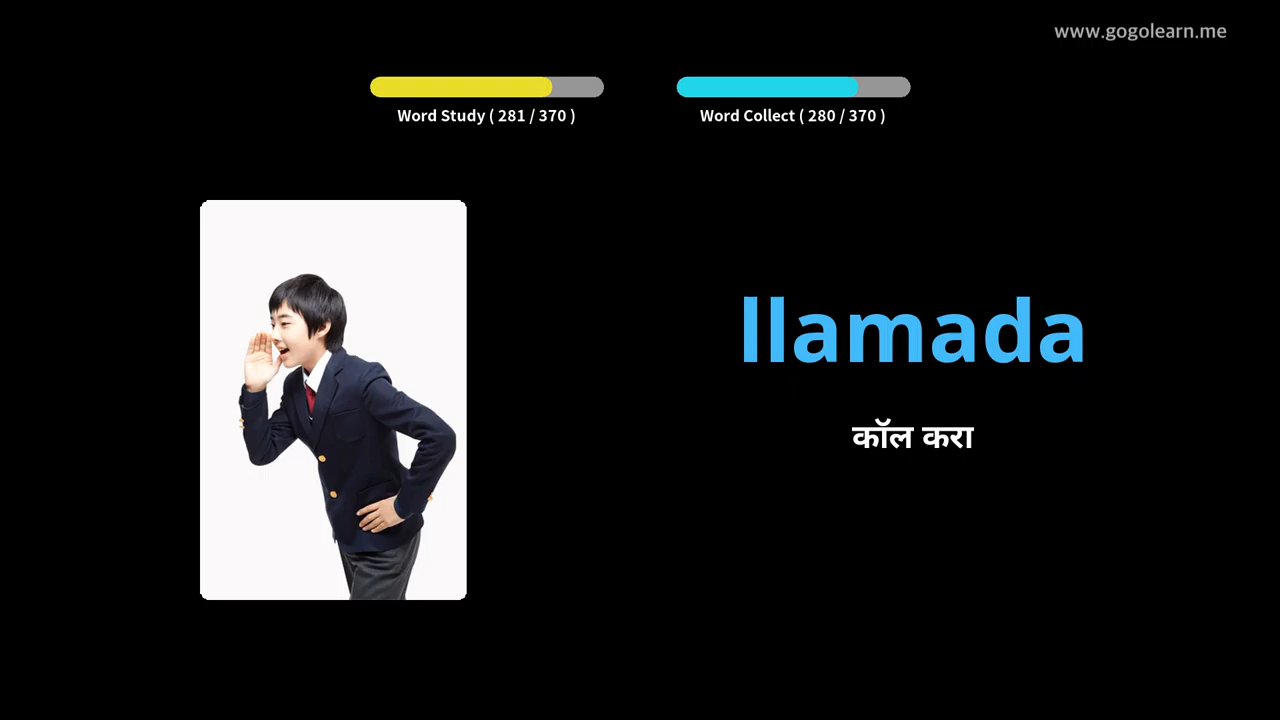 www.gogolearn.me
Word Study ( 281 / 370 )
Word Collect ( 280 / 370 )
llamada
कॉल करा